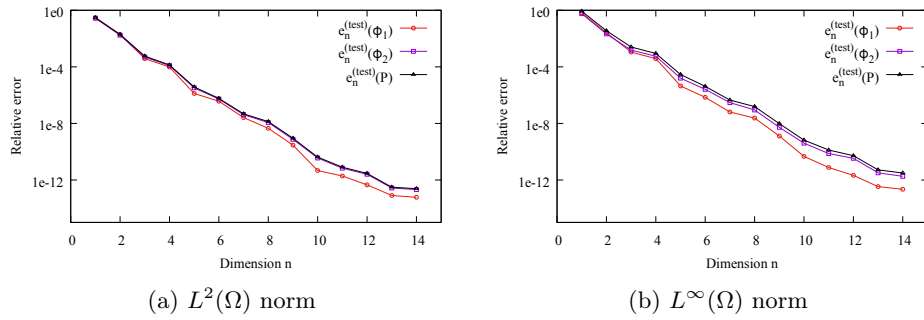 1e0
1e-4
1e-8
1e-12
Relative error
0 2 4 6 8 10 12 14
Dimension n
e_n^(test)(Φ_1)
e_n^(test)(Φ_2)
e_n^(test)(P)
(a) L^2(Ω) norm
1e0
1e-4
1e-8
1e-12
Relative error
0 2 4 6 8 10 12 14
Dimension n
e_n^(test)(Φ_1)
e_n^(test)(Φ_2)
e_n^(test)(P)
(b) L^∞(Ω) norm